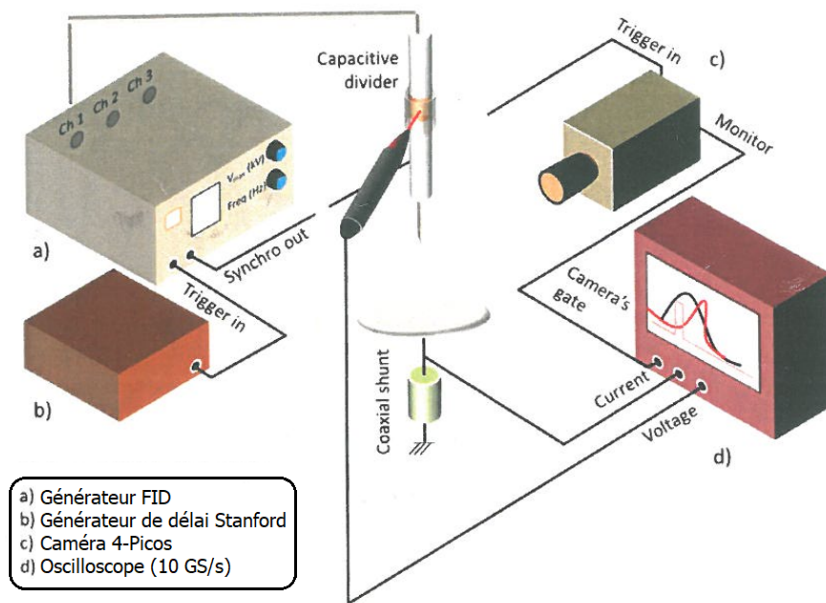 Trigger in
c)
Capacitive
divider
Ch 1
Ch 2
Ch 3
Monitor
Vmax (kV)
Freq (Hz)
a)
Synchro out
Trigger in
Camera's
gate
b)
Coaxial shunt
Current
Voltage
d)
a) Générateur FID
b) Générateur de délai Stanford
c) Caméra 4-Picos
d) Oscilloscope (10 GS/s)